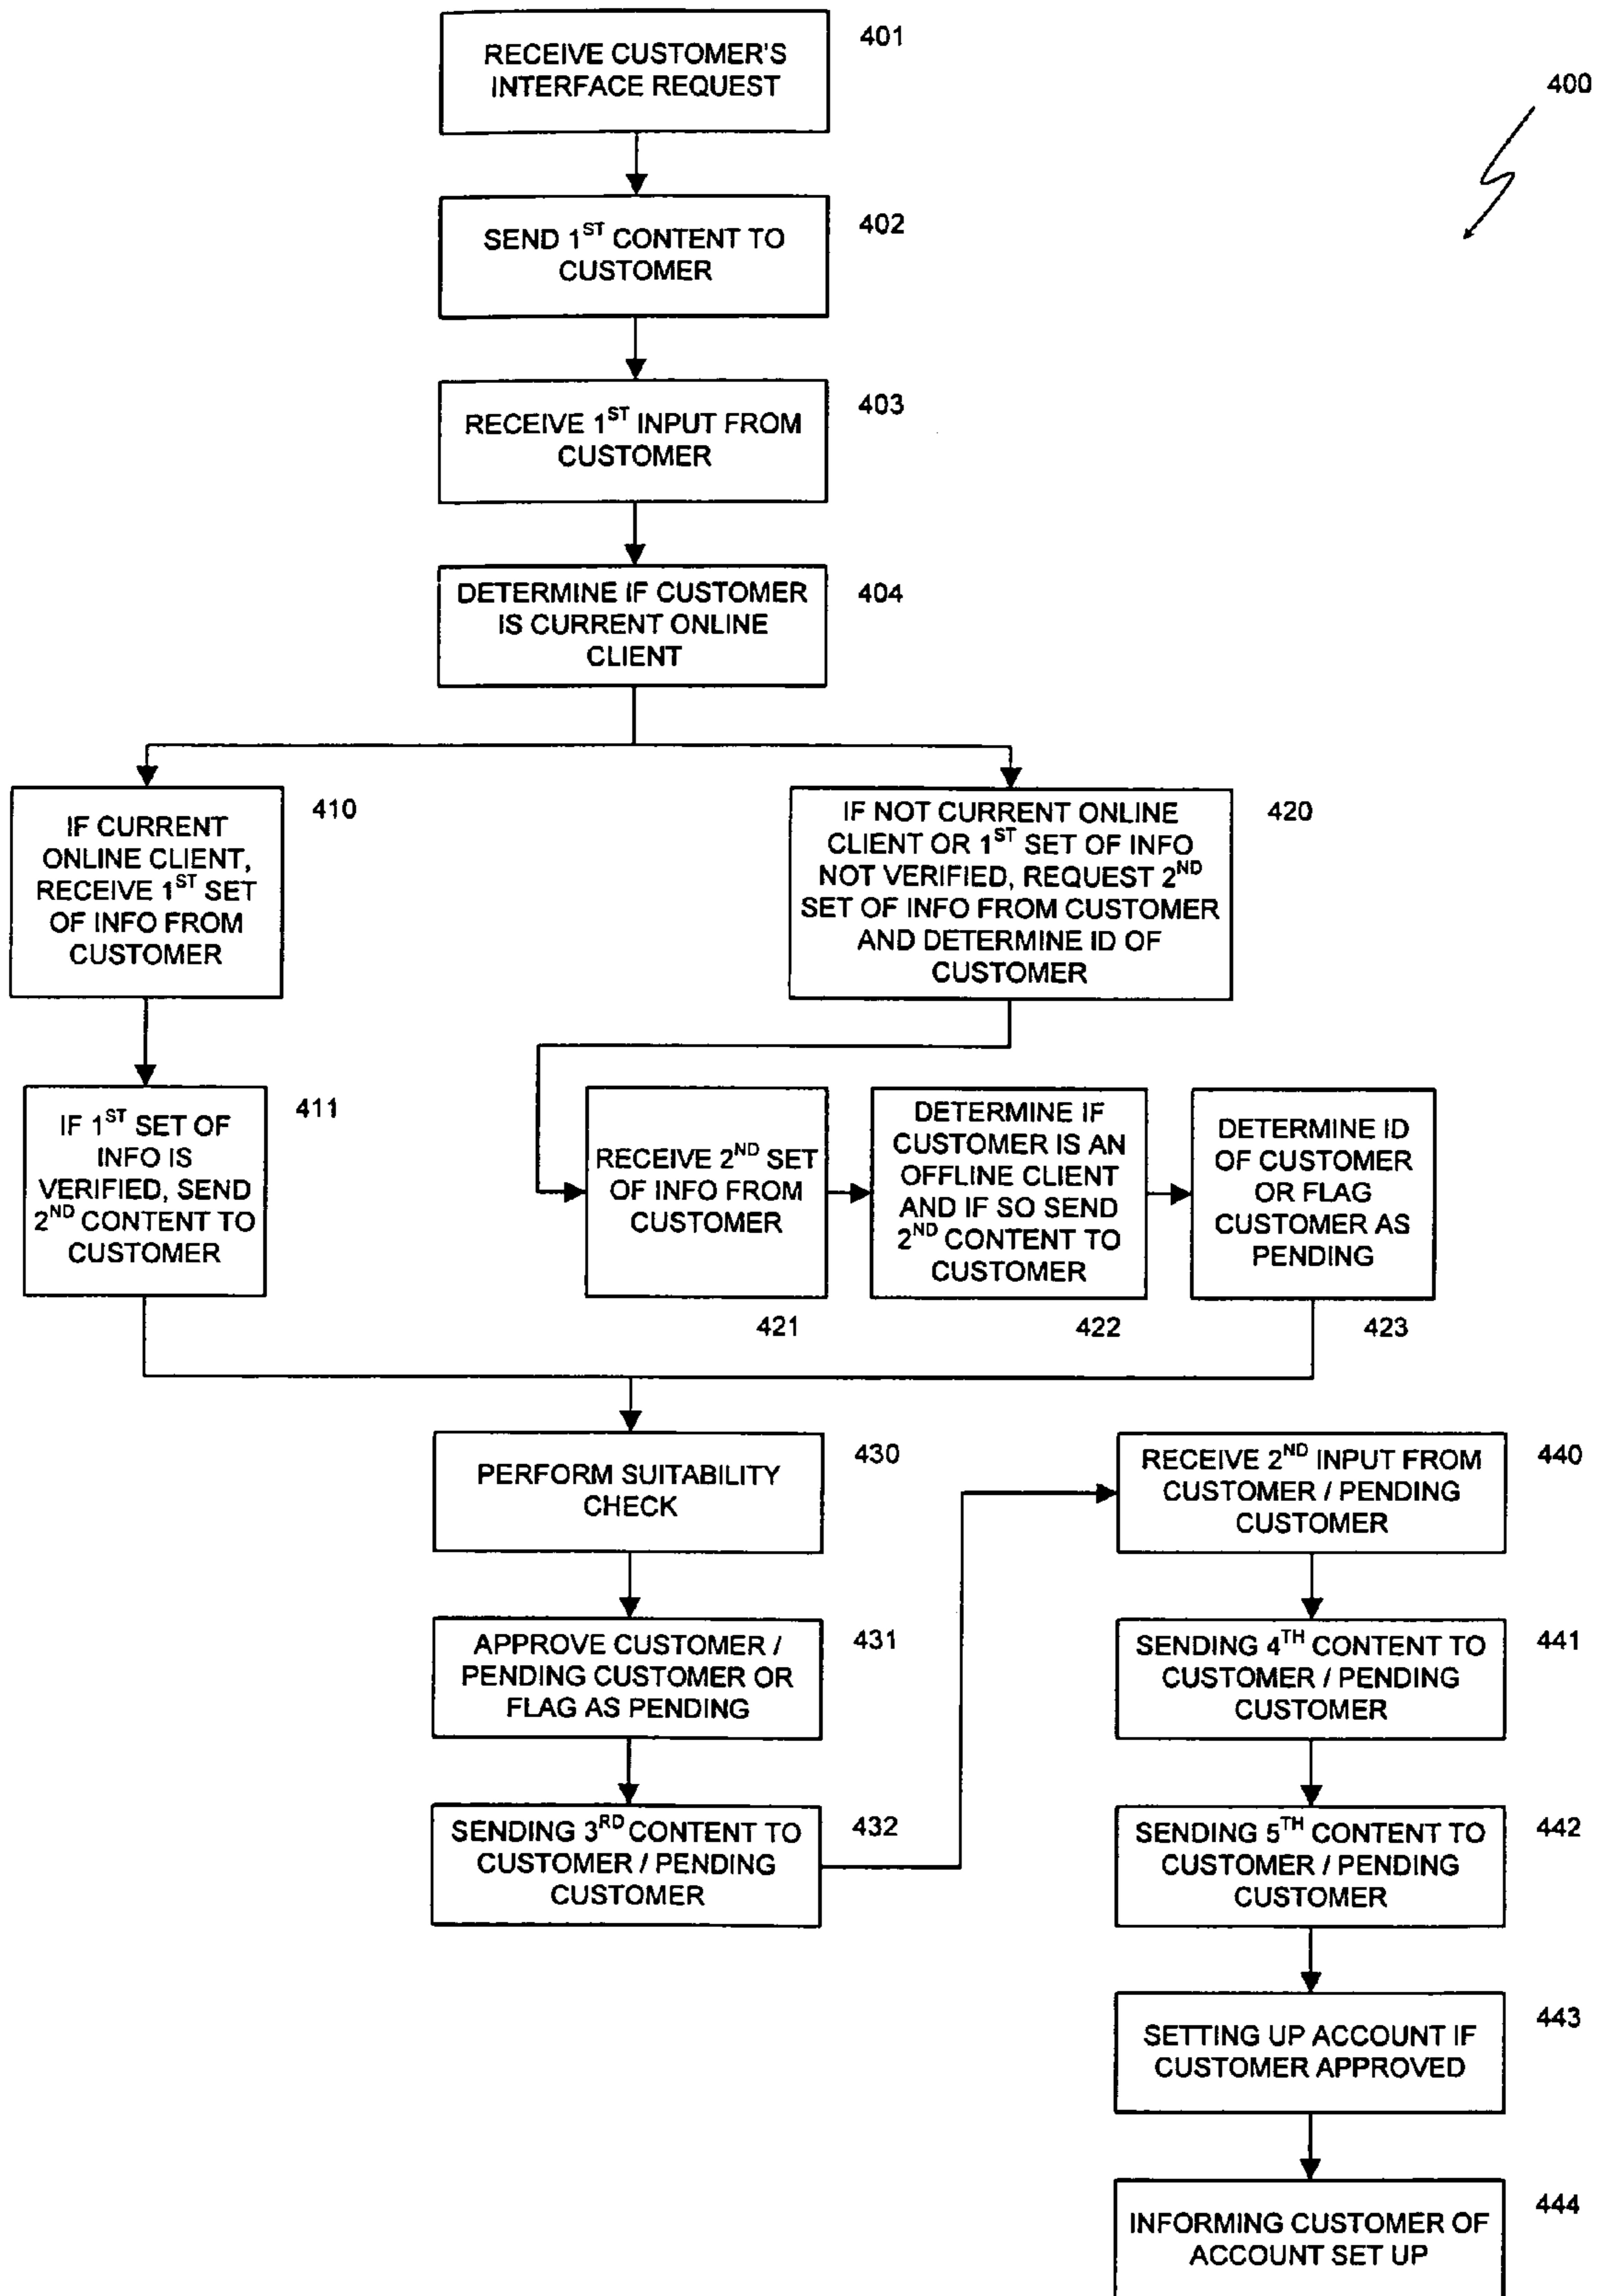 RECEIVE CUSTOMER'S
INTERFACE REQUEST
401
400
SEND 1ST CONTENT TO
CUSTOMER
402
RECEIVE 1ST INPUT FROM
CUSTOMER
403
DETERMINE IF CUSTOMER
IS CURRENT ONLINE
CLIENT
404
IF CURRENT
ONLINE CLIENT,
RECEIVE 1ST SET
OF INFO FROM
CUSTOMER
410
IF NOT CURRENT ONLINE
CLIENT OR 1ST SET OF INFO
NOT VERIFIED, REQUEST 2ND
SET OF INFO FROM CUSTOMER
AND DETERMINE ID OF
CUSTOMER
420
IF 1ST SET OF
INFO IS
VERIFIED, SEND
2ND CONTENT TO
CUSTOMER
411
RECEIVE 2ND SET
OF INFO FROM
CUSTOMER
421
DETERMINE IF
CUSTOMER IS AN
OFFLINE CLIENT
AND IF SO SEND
2ND CONTENT TO
CUSTOMER
422
DETERMINE ID
OF CUSTOMER
OR FLAG
CUSTOMER AS
PENDING
423
PERFORM SUITABILITY
CHECK
430
APPROVE CUSTOMER /
PENDING CUSTOMER OR
FLAG AS PENDING
431
SENDING 3RD CONTENT TO
CUSTOMER / PENDING
CUSTOMER
432
RECEIVE 2ND INPUT FROM
CUSTOMER / PENDING
CUSTOMER
440
SENDING 4TH CONTENT TO
CUSTOMER / PENDING
CUSTOMER
441
SENDING 5TH CONTENT TO
CUSTOMER / PENDING
CUSTOMER
442
SETTING UP ACCOUNT IF
CUSTOMER APPROVED
443
INFORMING CUSTOMER OF
ACCOUNT SET UP
444